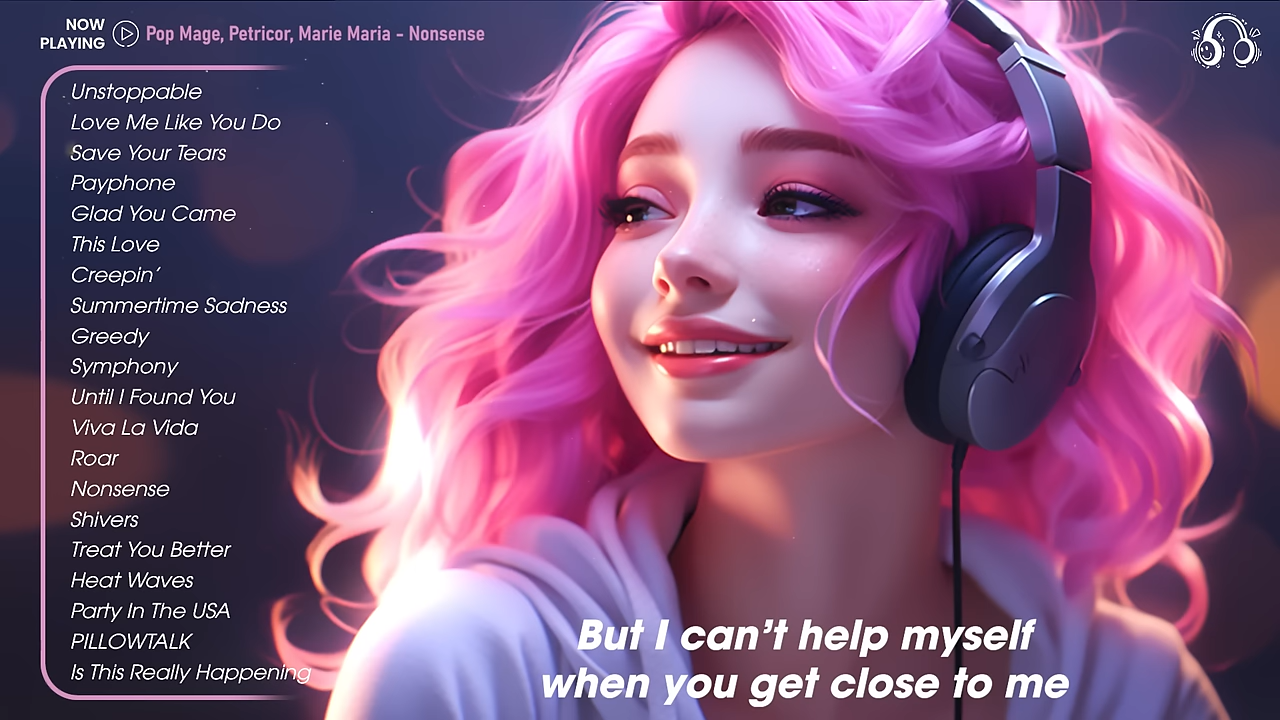 NOW
PLAYING
Pop Mage, Petricor, Marie Maria - Nonsense
Unstoppable
Love Me Like You Do
Save Your Tears
Payphone
Glad You Came
This Love
Creepin’
Summertime Sadness
Greedy
Symphony
Until I Found You
Viva La Vida
Roar
Nonsense
Shivers
Treat You Better
Heat Waves
Party In The USA
PILLOWTALK
Is This Really Happening
But I can’t help myself
when you get close to me